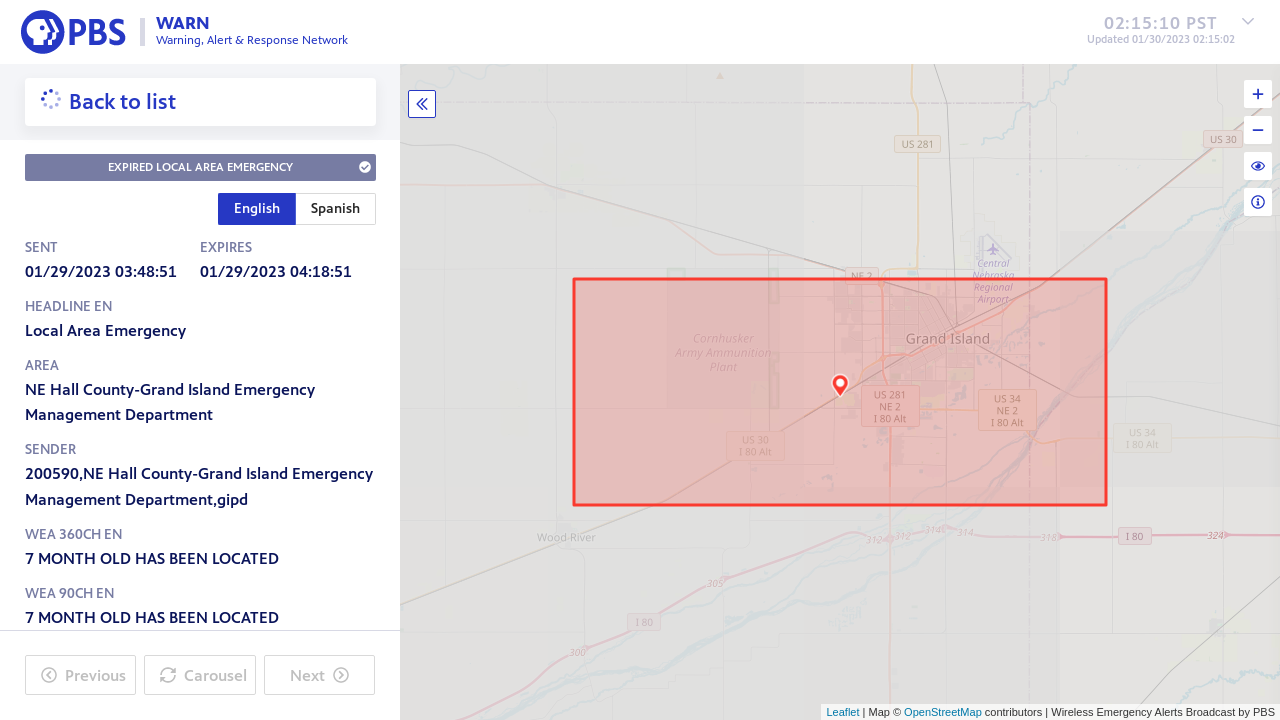 PBS
WARN
Warning, Alert & Response Network
02:15:10 PST
Updated 01/30/2023 02:15:02
Back to list
EXPIRED LOCAL AREA EMERGENCY
English
Spanish
SENT
EXPIRES
01/29/2023 03:48:51
01/29/2023 04:18:51
HEADLINE EN
Local Area Emergency
AREA
NE Hall County-Grand Island Emergency
Management Department
SENDER
200590,NE Hall County-Grand Island Emergency
Management Department,gipd
WEA 360CH EN
7 MONTH OLD HAS BEEN LOCATED
WEA 90CH EN
7 MONTH OLD HAS BEEN LOCATED
Previous
Carousel
Next
US 281
US 30
Central
Nebraska
Regional
Airport
NE 2
Cornhusker
Army Ammunition
Plant
Grand Island
US 281
NE 2
I 80 Alt
US 34
NE 2
I 80 Alt
US 30
I 80 Alt
US 34
I 80 Alt
Wood River
312
312
314
314
318
I 80
324
305
I 80
300
Leaflet | Map © OpenStreetMap contributors | Wireless Emergency Alerts Broadcast by PBS